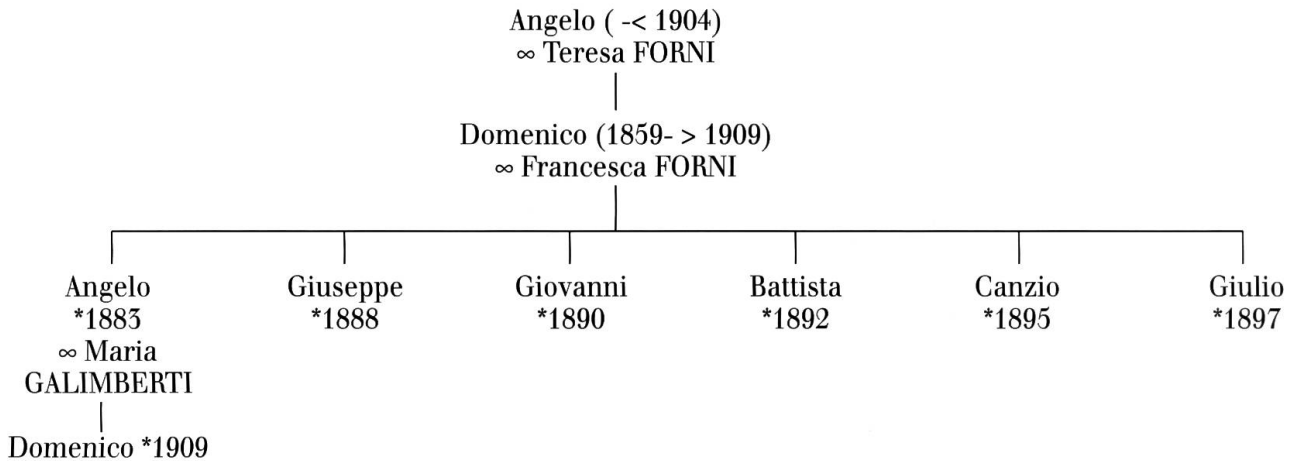 Angelo ( -< 1904)
∞ Teresa FORNI
Domenico (1859- > 1909)
∞ Francesca FORNI
Angelo
*1883
∞ Maria
GALIMBERTI
Domenico *1909
Giuseppe
*1888
Giovanni
*1890
Battista
*1892
Canzio
*1895
Giulio
*1897